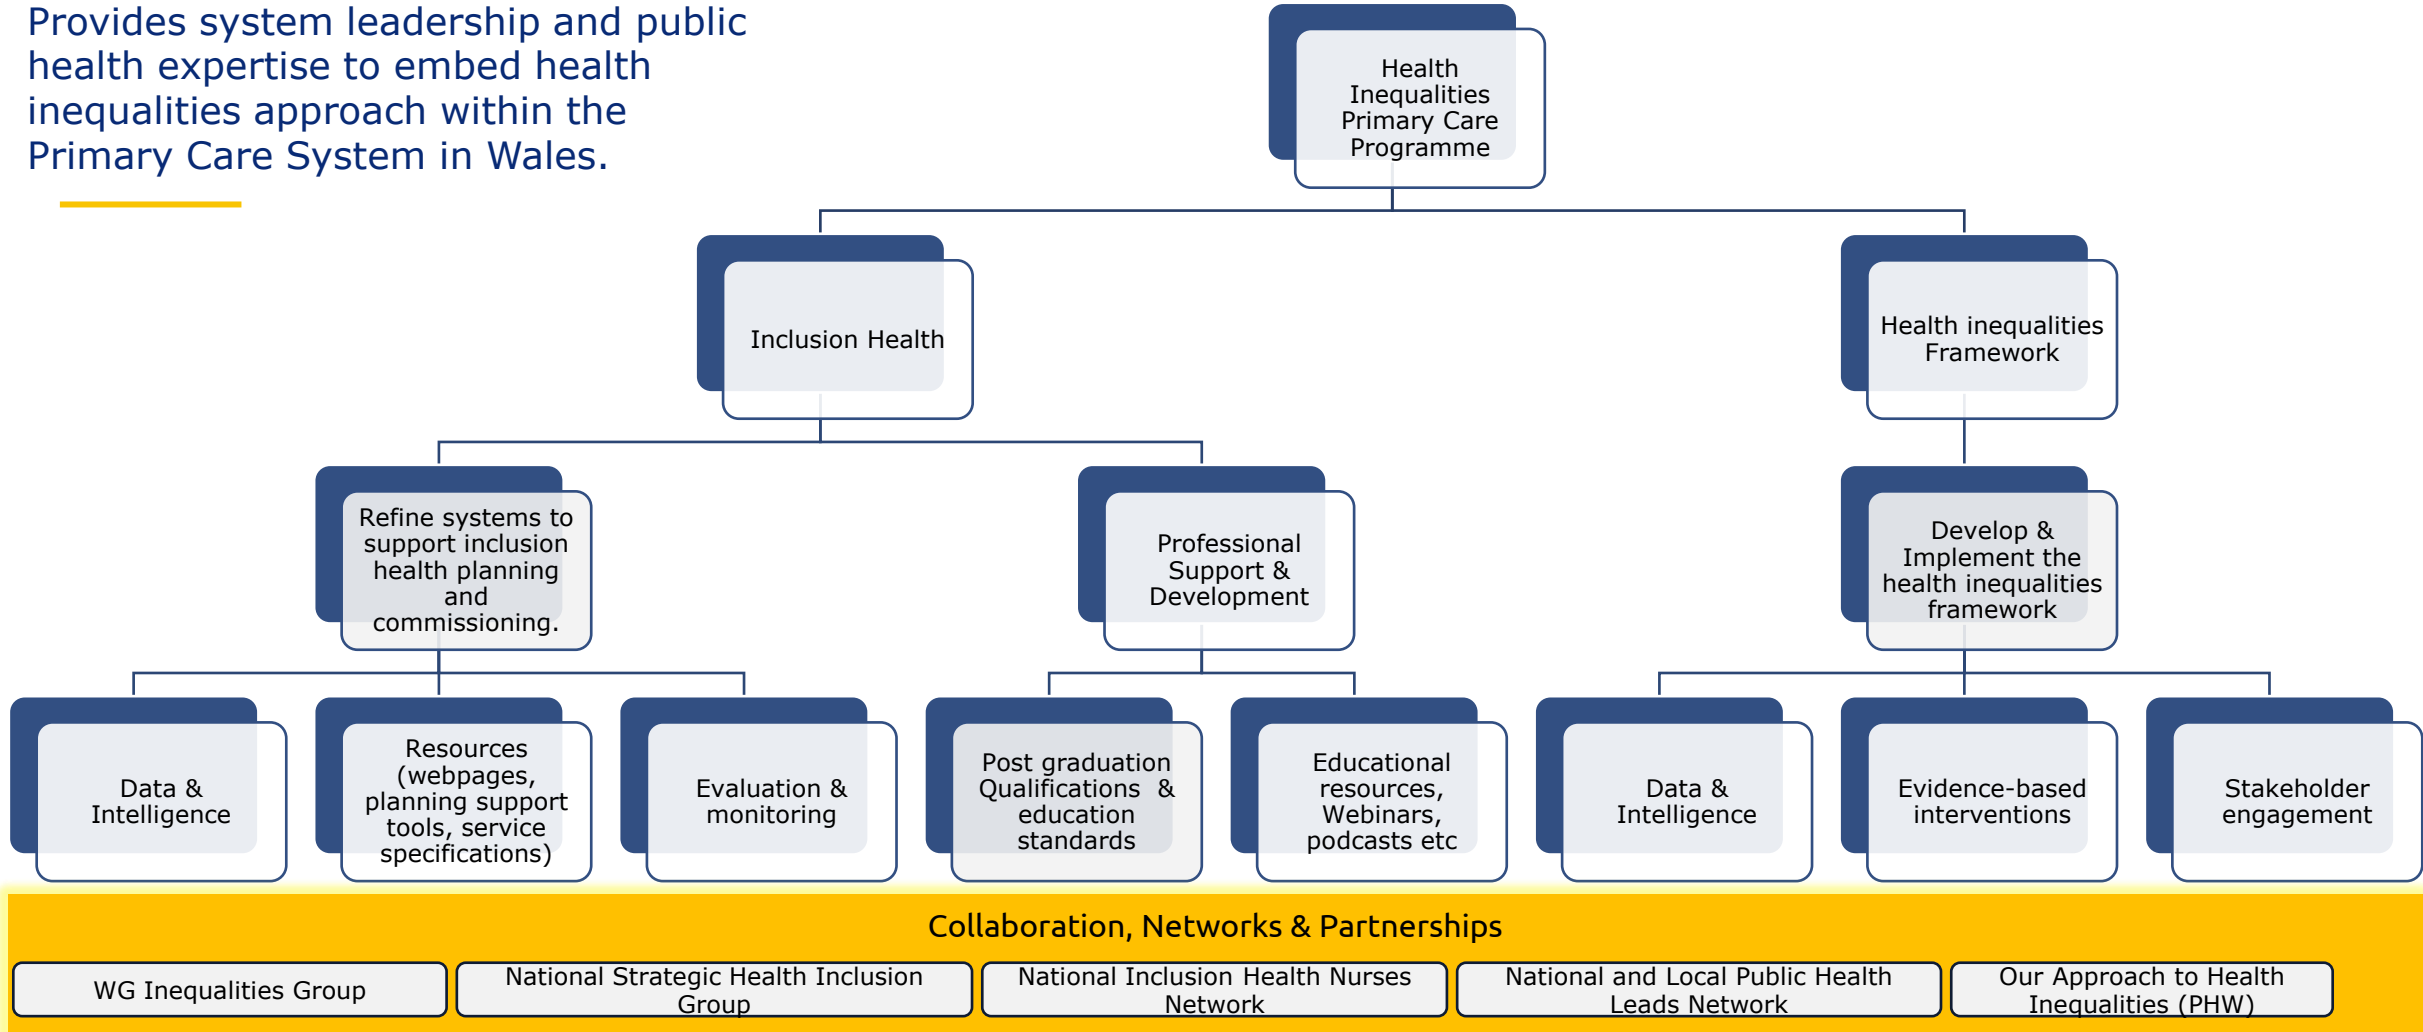 Provides system leadership and public
health expertise to embed health
inequalities approach within the
Primary Care System in Wales.
Health
Inequalities
Primary Care
Programme
Inclusion Health
Health inequalities
Framework
Refine systems to
support inclusion
health planning
and
commissioning.
Professional
Support &
Development
Develop &
Implement the
health inequalities
framework
Data &
Intelligence
Resources
(webpages,
planning support
tools, service
specifications)
Evaluation &
monitoring
Post graduation
Qualifications &
education
standards
Educational
resources,
Webinars,
podcasts etc
Data &
Intelligence
Evidence-based
interventions
Stakeholder
engagement
Collaboration, Networks & Partnerships
WG Inequalities Group
National Strategic Health Inclusion
Group
National Inclusion Health Nurses
Network
National and Local Public Health
Leads Network
Our Approach to Health
Inequalities (PHW)